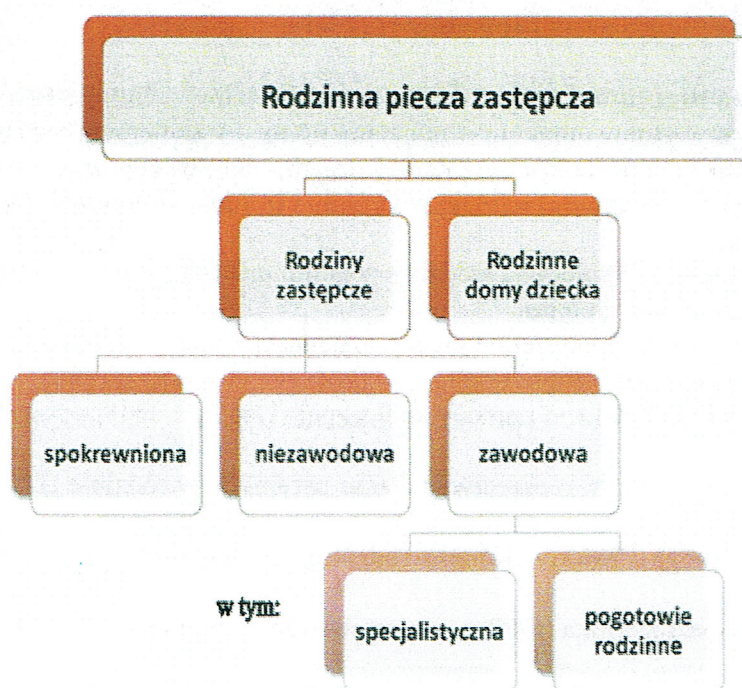 Rodzinna piecza zastępcza
Rodziny
zastępcze
Rodzinne
domy dziecka
spokrewniona
niezawodowa
zawodowa
w tym:
specjalistyczna
pogotowie
rodzinne